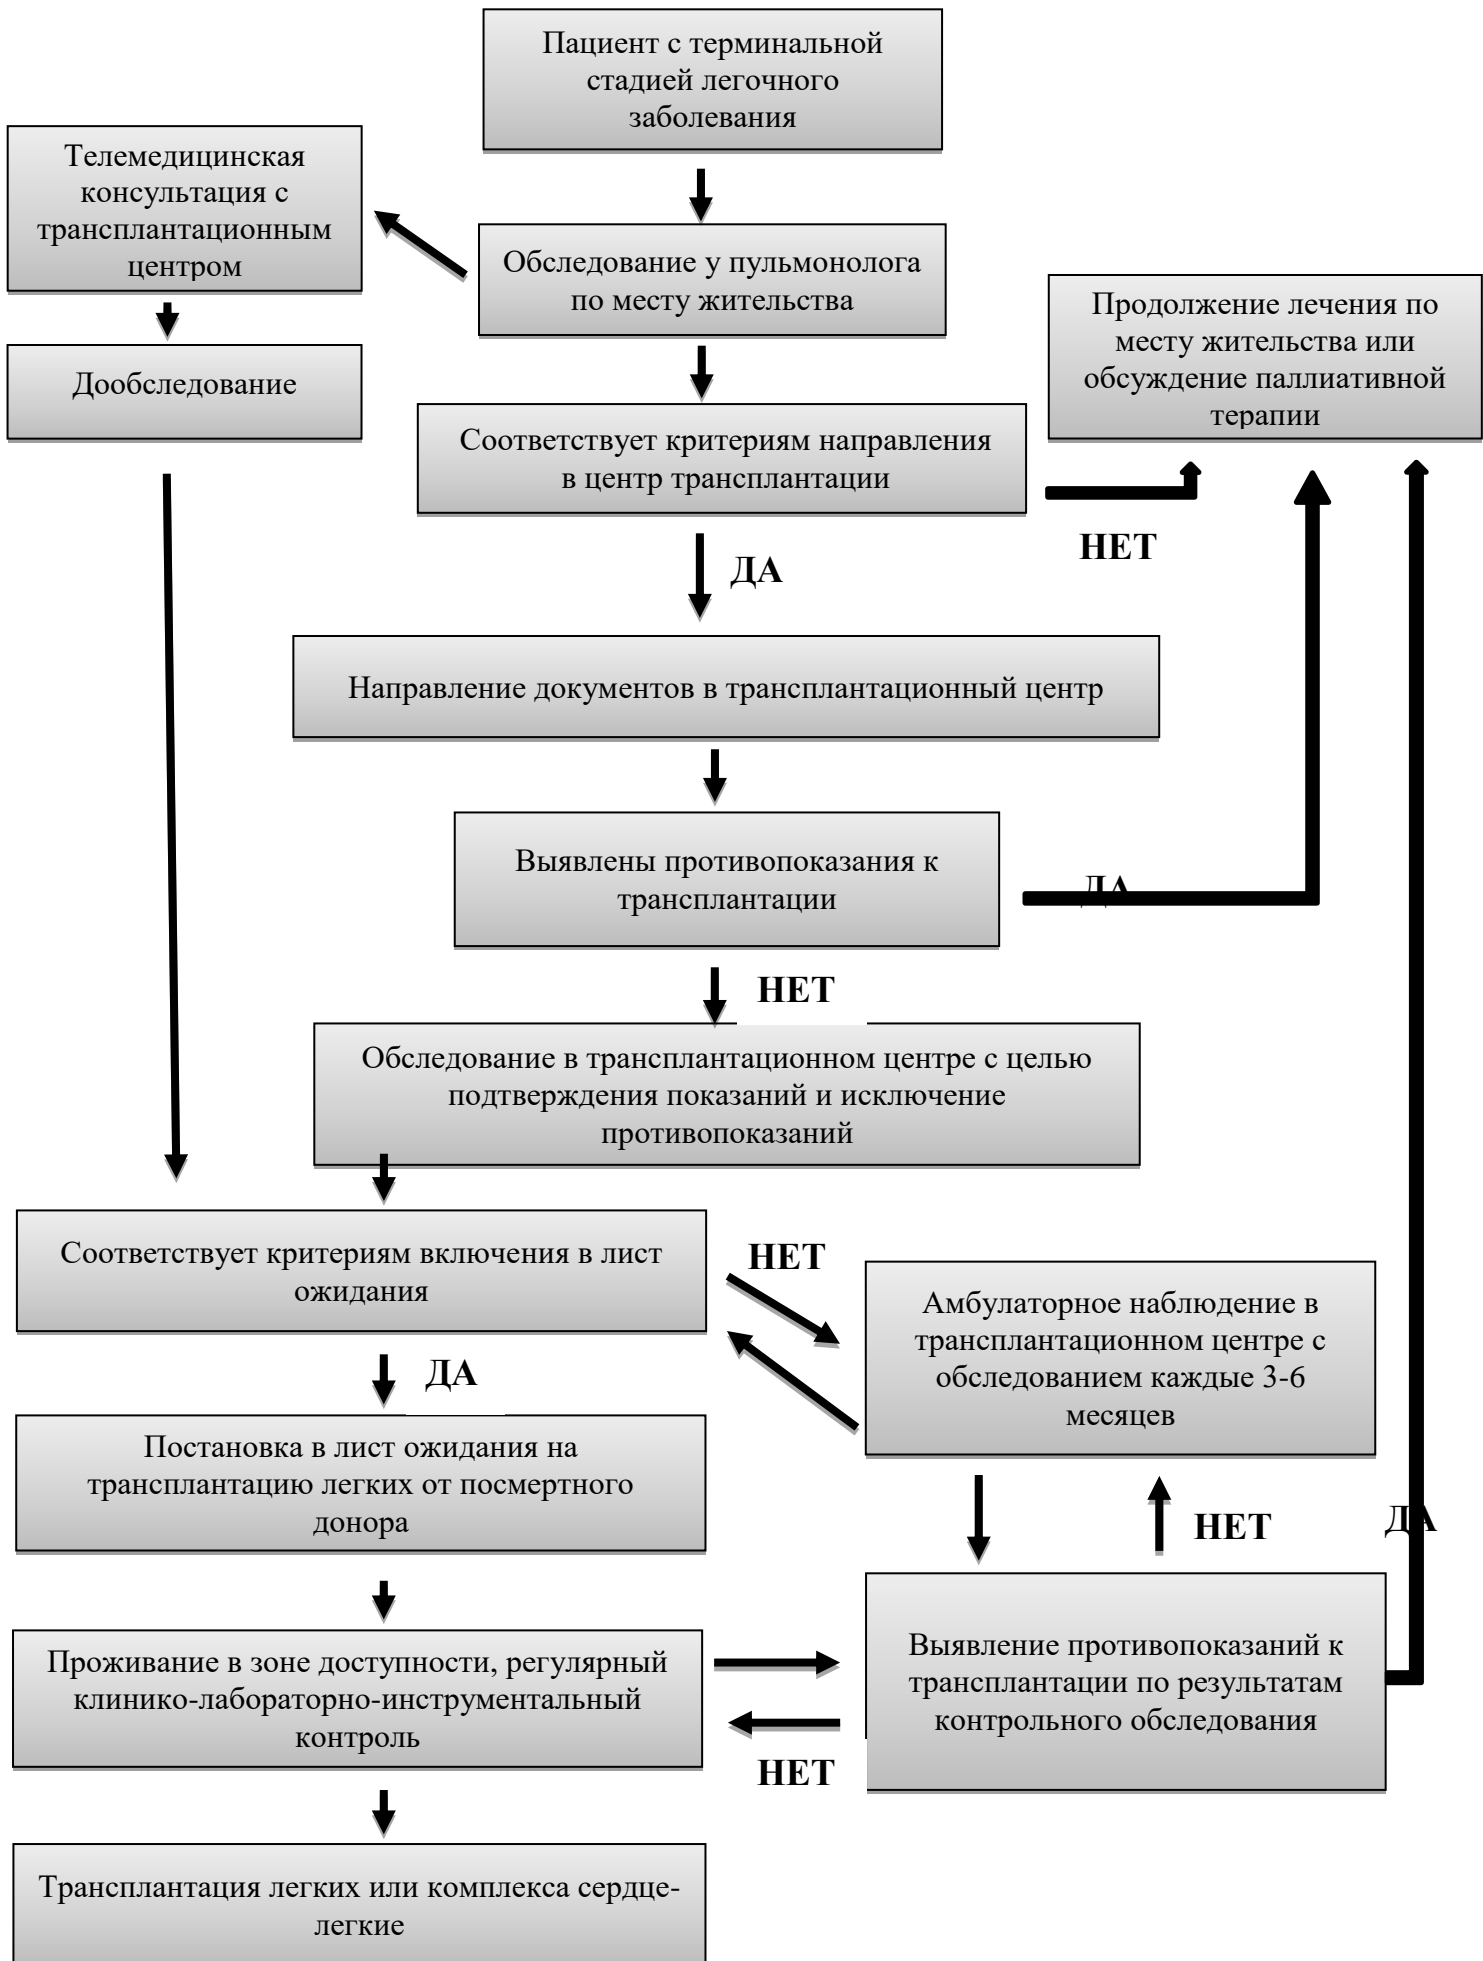 Пациент с терминальной
стадией легочного
заболевания
Телемедицинская
консультация с
трансплантационным
центром
Обследование у пульмонолога
по месту жительства
Продолжение лечения по
месту жительства или
обсуждение паллиативной
терапии
Дообследование
Соответствует критериям направления
в центр трансплантации
НЕТ
ДА
Направление документов в трансплантационный центр
Выявлены противопоказания к
трансплантации
ДА
НЕТ
Обследование в трансплантационном центре с целью
подтверждения показаний и исключение
противопоказаний
Соответствует критериям включения в лист
ожидания
НЕТ
Амбулаторное наблюдение в
трансплантационном центре с
обследованием каждые 3-6
месяцев
ДА
Постановка в лист ожидания на
трансплантацию легких от посмертного
донора
НЕТ
ДА
Проживание в зоне доступности, регулярный
клинико-лабораторно-инструментальный
контроль
Выявление противопоказаний к
трансплантации по результатам
контрольного обследования
НЕТ
Трансплантация легких или комплекса сердце-
легкие